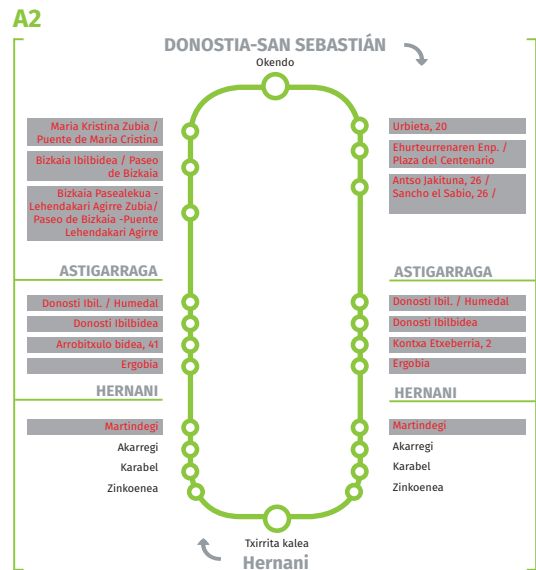 A2
DONOSTIA-SAN SEBASTIÁN
Okendo
Maria Kristina Zubia /
Puente de Maria Cristina
Bizkaia Ibilbidea / Paseo
de Bizkaia
Bizkaia Pasealekua -
Lehendakari Agirre Zubia/
Paseo de Bizkaia -Puente
Lehendakari Agirre
ASTIGARRAGA
Donosti Ibil. / Humedal
Donosti Ibilbidea
Arrobitxulo bidea, 41
Ergobia
HERNANI
Martindegi
Akarregi
Karabel
Zinkoenea
Urbieta, 20
Ehurteurrenaren Enp. /
Plaza del Centenario
Antso Jakituna, 26 /
Sancho el Sabio, 26 /
ASTIGARRAGA
Donosti Ibil. / Humedal
Donosti Ibilbidea
Kontxa Etxeberria, 2
Ergobia
HERNANI
Martindegi
Akarregi
Karabel
Zinkoenea
Txirrita kalea
Hernani